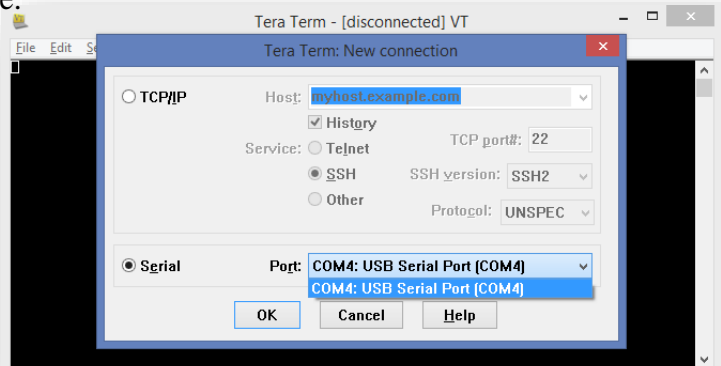 e.
Tera Term - [disconnected] VT
File Edit Se
Tera Term: New connection
TCP/IP
Host: myhost.example.com
History
Service: Telnet
TCP port#: 22
SSH
SSH version: SSH2
Other
Protocol: UNSPEC
Serial
Port: COM4: USB Serial Port (COM4)
COM4: USB Serial Port (COM4)
OK Cancel Help